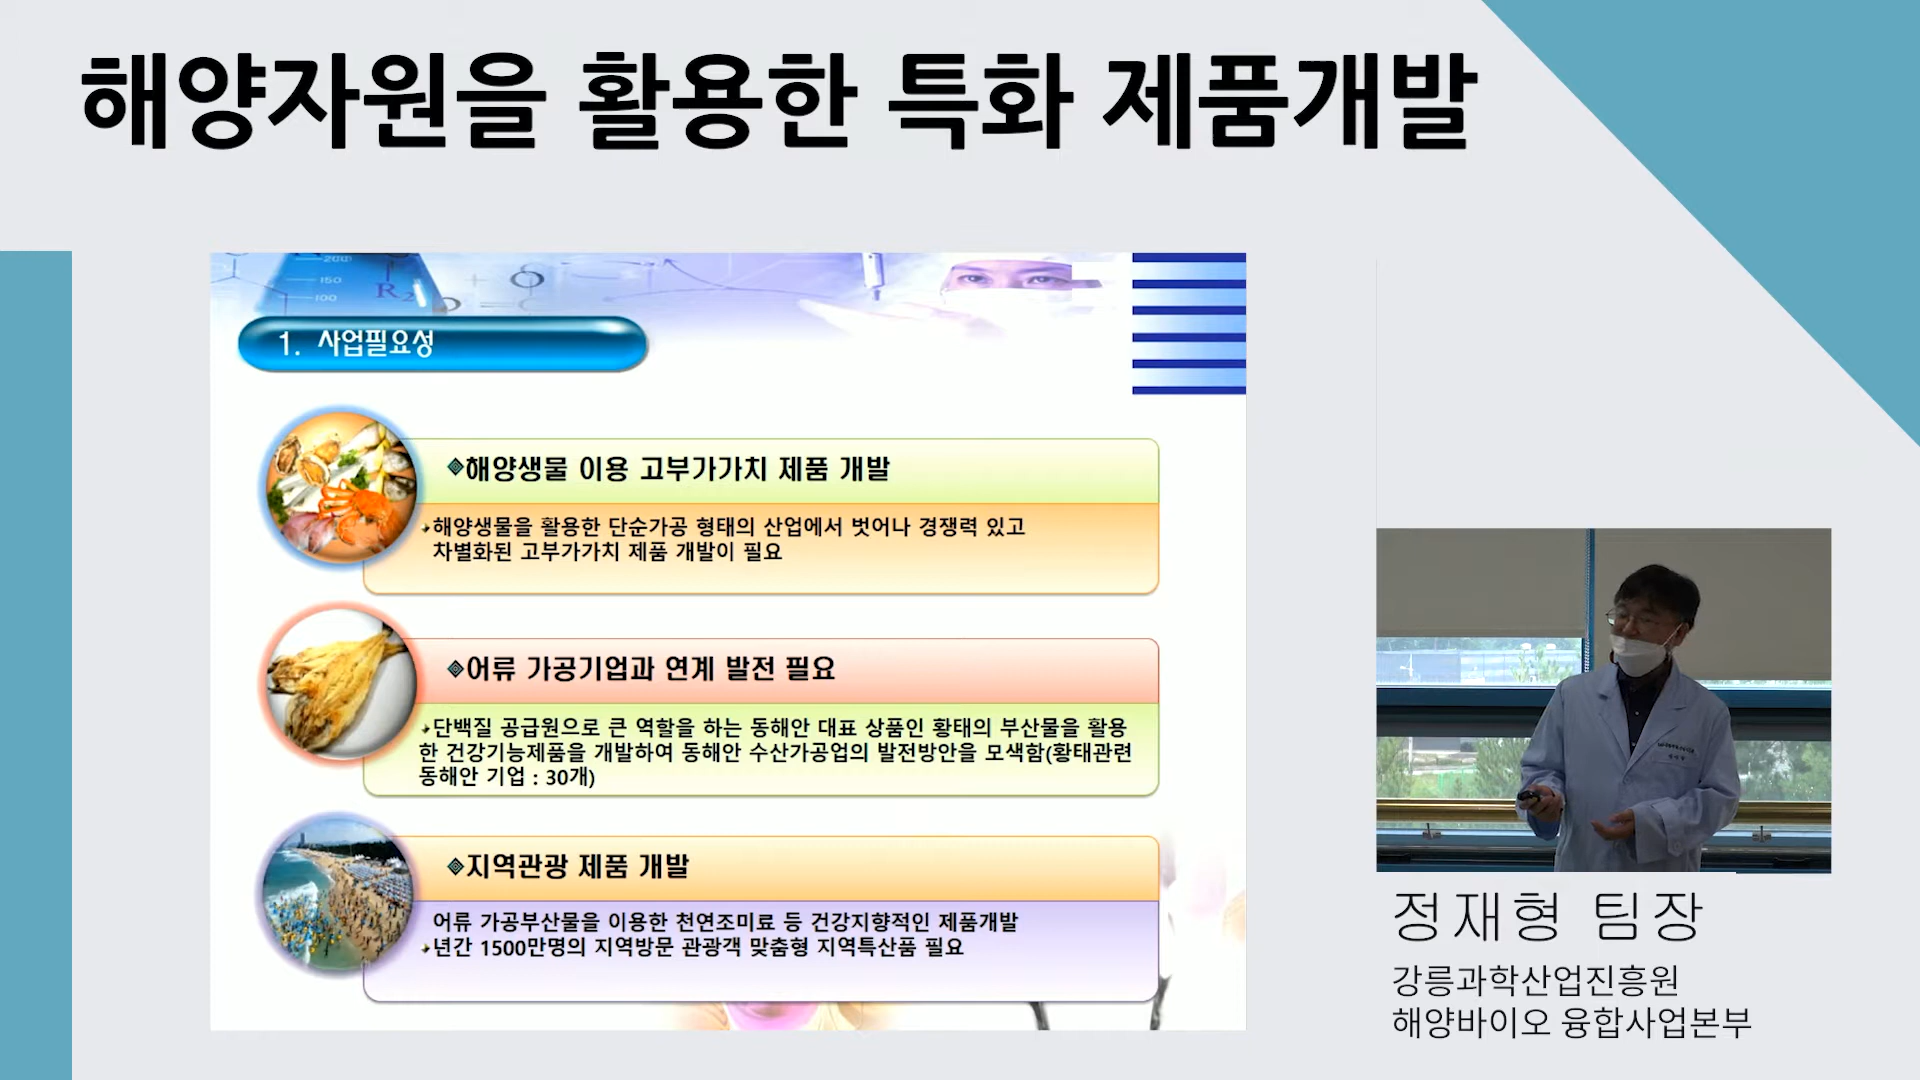 해양자원을 활용한 특화 제품개발
200
150
100
R2
1. 사업필요성
◈해양생물 이용 고부가가치 제품 개발
해양생물을 활용한 단순가공 형태의 산업에서 벗어나 경쟁력 있고
차별화된 고부가가치 제품 개발이 필요
◈어류 가공기업과 연계 발전 필요
단백질 공급원으로 큰 역할을 하는 동해안 대표 상품인 황태의 부산물을 활용
한 건강기능제품을 개발하여 동해안 수산가공업의 발전방안을 모색함(황태관련
동해안 기업 : 30개)
◈지역관광 제품 개발
어류 가공부산물을 이용한 천연조미료 등 건강지향적인 제품개발
년간 1500만명의 지역방문 관광객 맞춤형 지역특산품 필요
정재형 팀장
강릉과학산업진흥원
해양바이오 융합사업본부